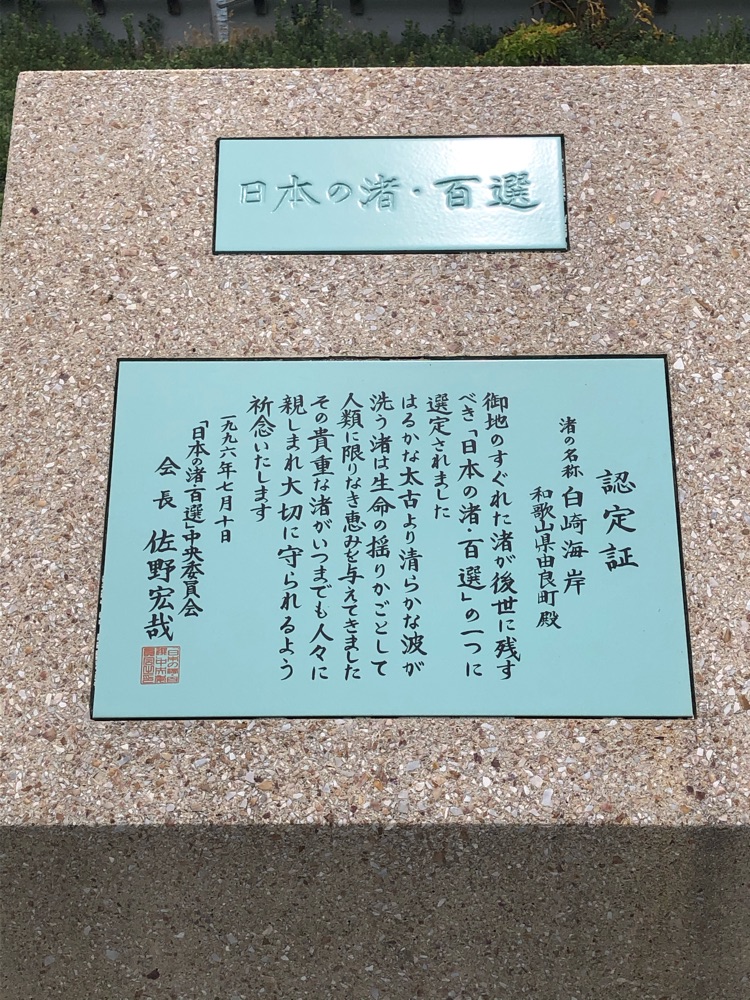 日本の渚・百選
認定証
渚の名称 白崎海岸
和歌山県由良町殿
御地のすぐれた渚が後世に残す
べき「日本の渚・百選」の一つに
選定されました
はるかな太古より清らかな波が
洗う渚は生命の揺りかごとして
人類に限りなき恵みを与えてきました
その貴重な渚がいつまでも人々に
親しまれ大切に守られるよう
祈念いたします
一九九六年七月十日
「日本の渚百選」中央委員会
会長 佐野宏哉